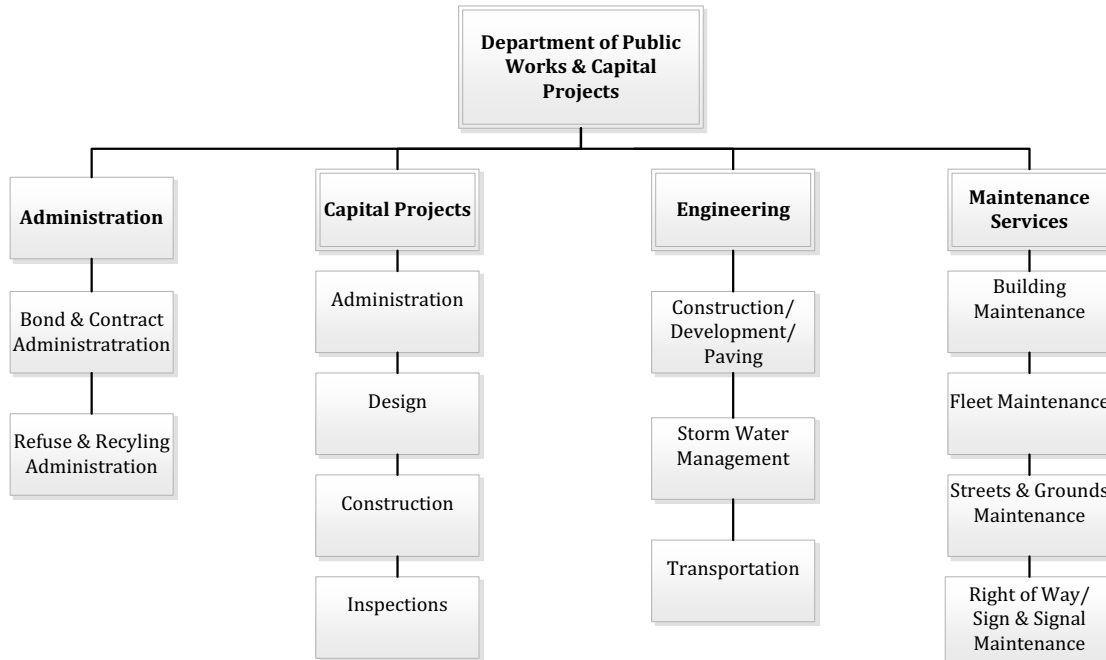 Department of Public
Works & Capital
Projects
Administration
Capital Projects
Engineering
Maintenance
Services
Bond & Contract
Administratration
Refuse & Recyling
Administration
Administration
Design
Construction
Inspections
Construction/
Development/
Paving
Storm Water
Management
Transportation
Building
Maintenance
Fleet Maintenance
Streets & Grounds
Maintenance
Right of Way/
Sign & Signal
Maintenance